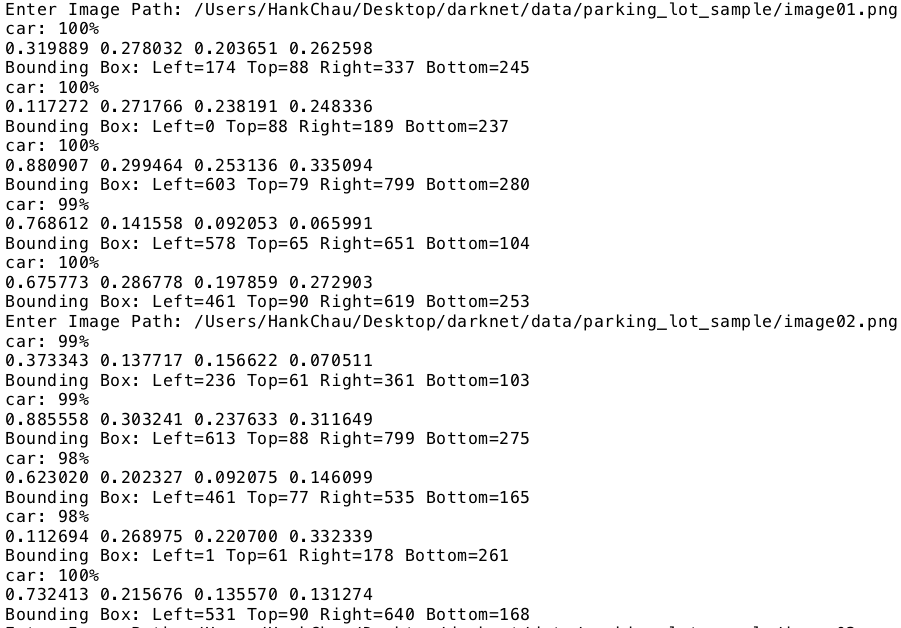 Enter Image Path: /Users/HankChau/Desktop/darknet/data/parking_lot_sample/image01.png
car: 100%
0.319889 0.278032 0.203651 0.262598
Bounding Box: Left=174 Top=88 Right=337 Bottom=245
car: 100%
0.117272 0.271766 0.238191 0.248336
Bounding Box: Left=0 Top=88 Right=189 Bottom=237
car: 100%
0.880907 0.299464 0.253136 0.335094
Bounding Box: Left=603 Top=79 Right=799 Bottom=280
car: 99%
0.768612 0.141558 0.092053 0.065991
Bounding Box: Left=578 Top=65 Right=651 Bottom=104
car: 100%
0.675773 0.286778 0.197859 0.272903
Bounding Box: Left=461 Top=90 Right=619 Bottom=253
Enter Image Path: /Users/HankChau/Desktop/darknet/data/parking_lot_sample/image02.png
car: 99%
0.373343 0.137717 0.156622 0.070511
Bounding Box: Left=236 Top=61 Right=361 Bottom=103
car: 99%
0.885558 0.303241 0.237633 0.311649
Bounding Box: Left=613 Top=88 Right=799 Bottom=275
car: 98%
0.623020 0.202327 0.092075 0.146099
Bounding Box: Left=461 Top=77 Right=535 Bottom=165
car: 98%
0.112694 0.268975 0.220700 0.332339
Bounding Box: Left=1 Top=61 Right=178 Bottom=261
car: 100%
0.732413 0.215676 0.135570 0.131274
Bounding Box: Left=531 Top=90 Right=640 Bottom=168